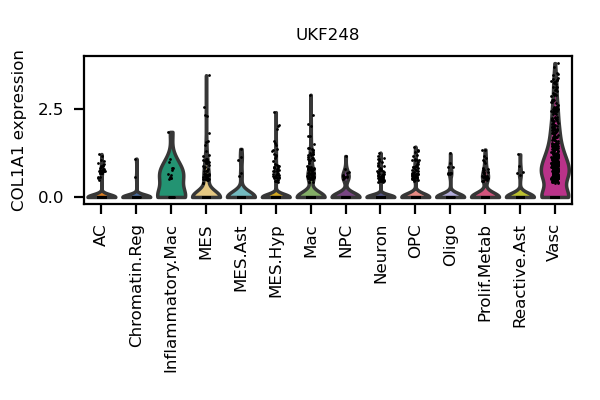 UKF248
COL1A1 expression
2.5
0.0
AC
Chromatin.Reg
Inflammatory.Mac
MES
MES.Ast
MES.Hyp
Mac
NPC
Neuron
OPC
Oligo
Prolif.Metab
Reactive.Ast
Vasc